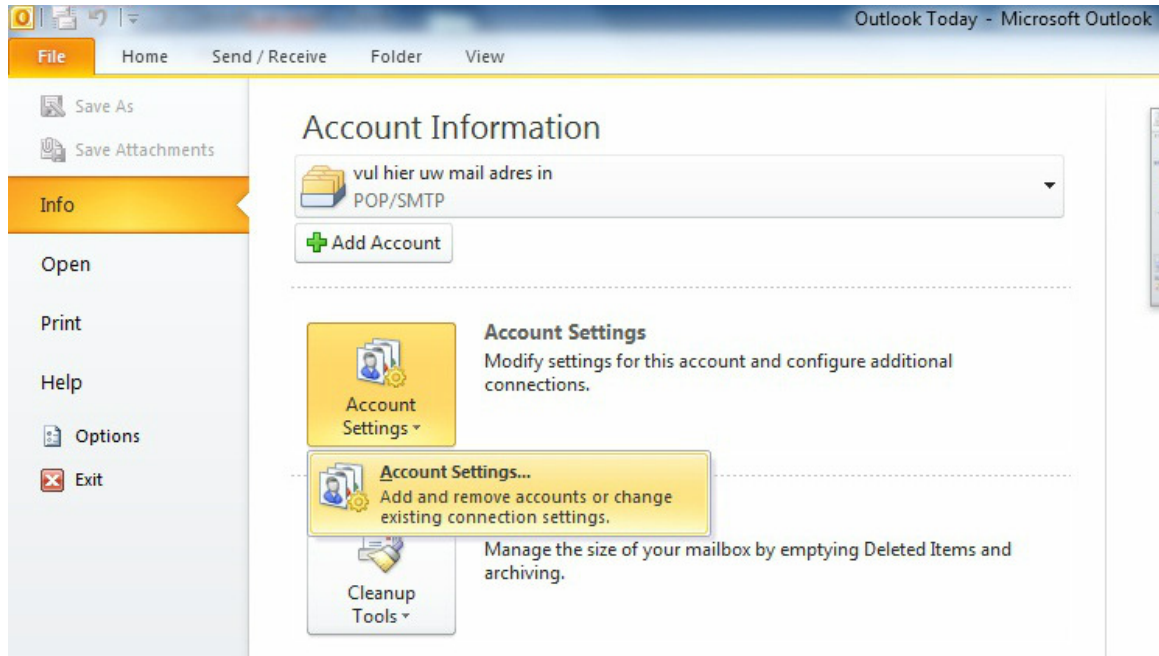 Outlook Today - Microsoft Outlook
File Home Send / Receive Folder View
Save As
Save Attachments
Info
Open
Print
Help
Options
Exit
Account Information
vul hier uw mail adres in
POP/SMTP
Add Account
Account Settings
Account Settings
Modify settings for this account and configure additional
connections.
Account Settings...
Add and remove accounts or change
existing connection settings.
Cleanup
Tools
Manage the size of your mailbox by emptying Deleted Items and
archiving.